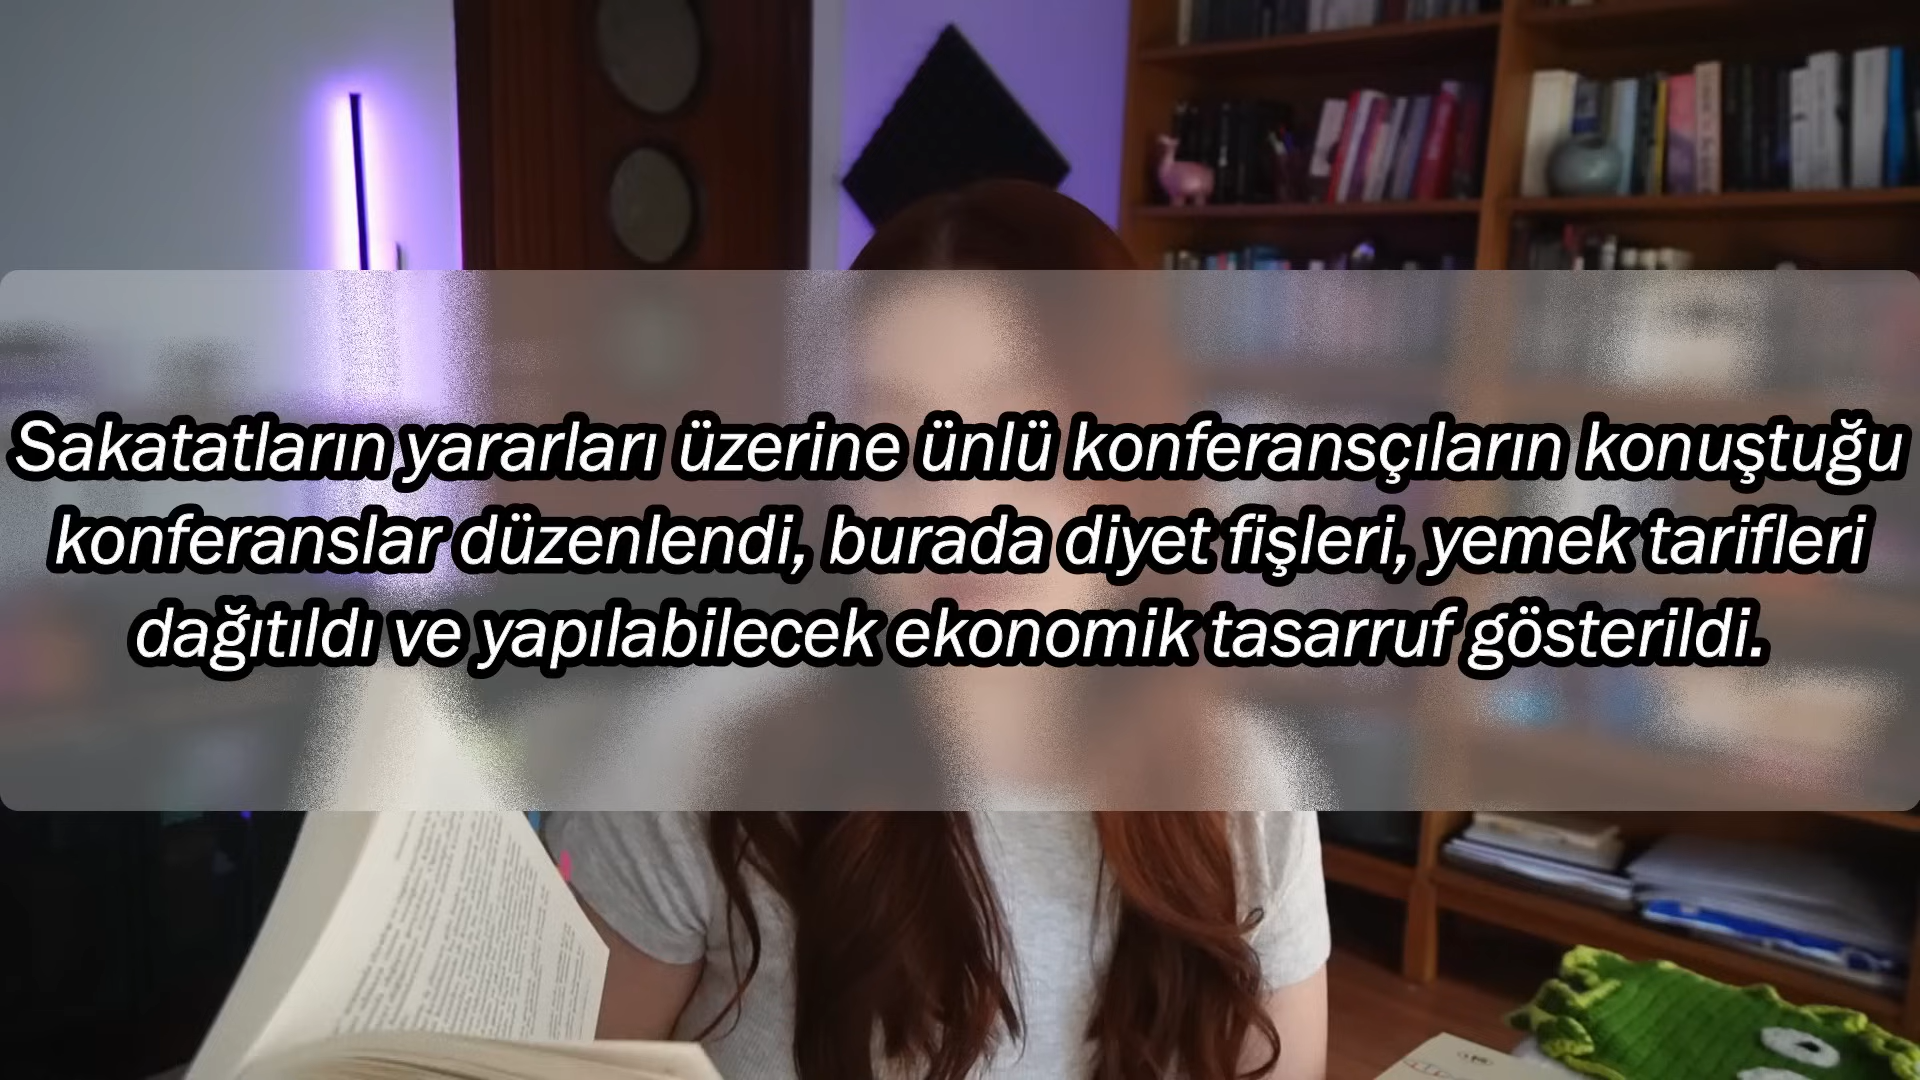 Sakatatların yararları üzerine ünlü konferansçıların konuştuğu
konferanslar düzenlendi, burada diyet fişleri, yemek tarifleri
dağıtıldı ve yapılabilecek ekonomik tasarruf gösterildi.